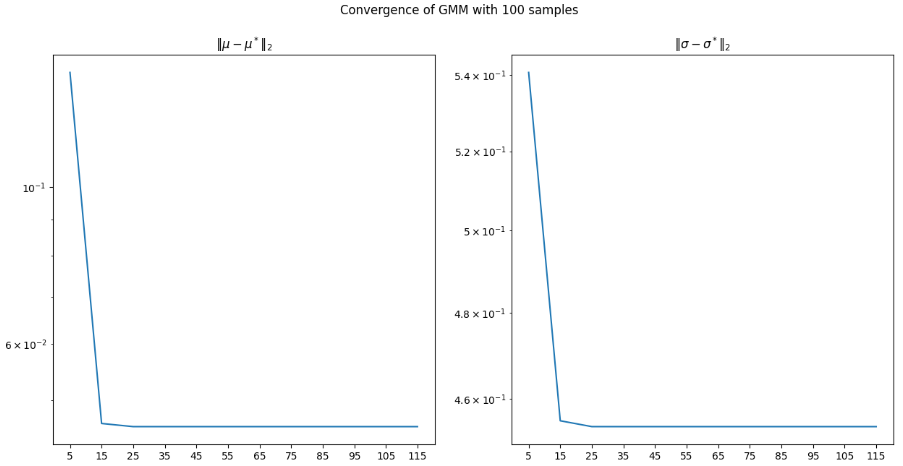 Convergence of GMM with 100 samples
‖μ − μ*‖₂
10⁻¹
6 × 10⁻²
5 15 25 35 45 55 65 75 85 95 105 115
‖σ − σ*‖₂
5.4 × 10⁻¹
5.2 × 10⁻¹
5 × 10⁻¹
4.8 × 10⁻¹
4.6 × 10⁻¹
5 15 25 35 45 55 65 75 85 95 105 115